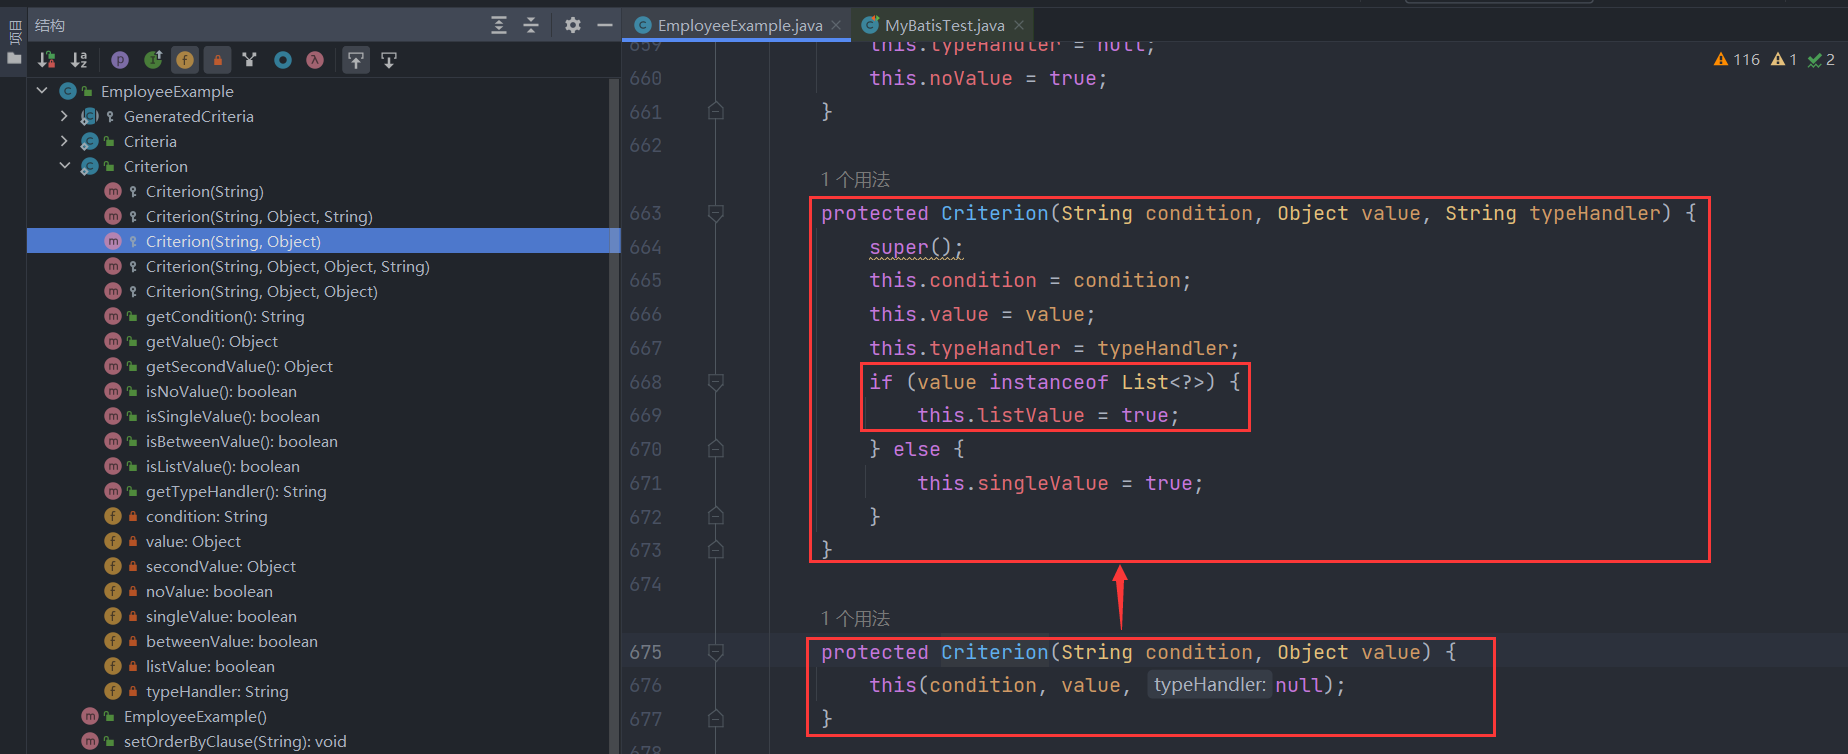 项目
结构
EmployeeExample
GeneratedCriteria
Criteria
Criterion
Criterion(String)
Criterion(String, Object, String)
Criterion(String, Object)
Criterion(String, Object, Object, String)
Criterion(String, Object, Object)
getCondition(): String
getValue(): Object
getSecondValue(): Object
isNoValue(): boolean
isSingleValue(): boolean
isBetweenValue(): boolean
isListValue(): boolean
getTypeHandler(): String
condition: String
value: Object
secondValue: Object
noValue: boolean
singleValue: boolean
betweenValue: boolean
listValue: boolean
typeHandler: String
EmployeeExample()
setOrderByClause(String): void
EmployeeExample.java
MyBatisTest.java
116 1 2
659 this.typeHandler = null;
660 this.noValue = true;
661 }
662
1 个用法
663 protected Criterion(String condition, Object value, String typeHandler) {
664 super();
665 this.condition = condition;
666 this.value = value;
667 this.typeHandler = typeHandler;
668 if (value instanceof List<?>) {
669 this.listValue = true;
670 } else {
671 this.singleValue = true;
672 }
673 }
674
1 个用法
675 protected Criterion(String condition, Object value) {
676 this(condition, value, typeHandler: null);
677 }
678